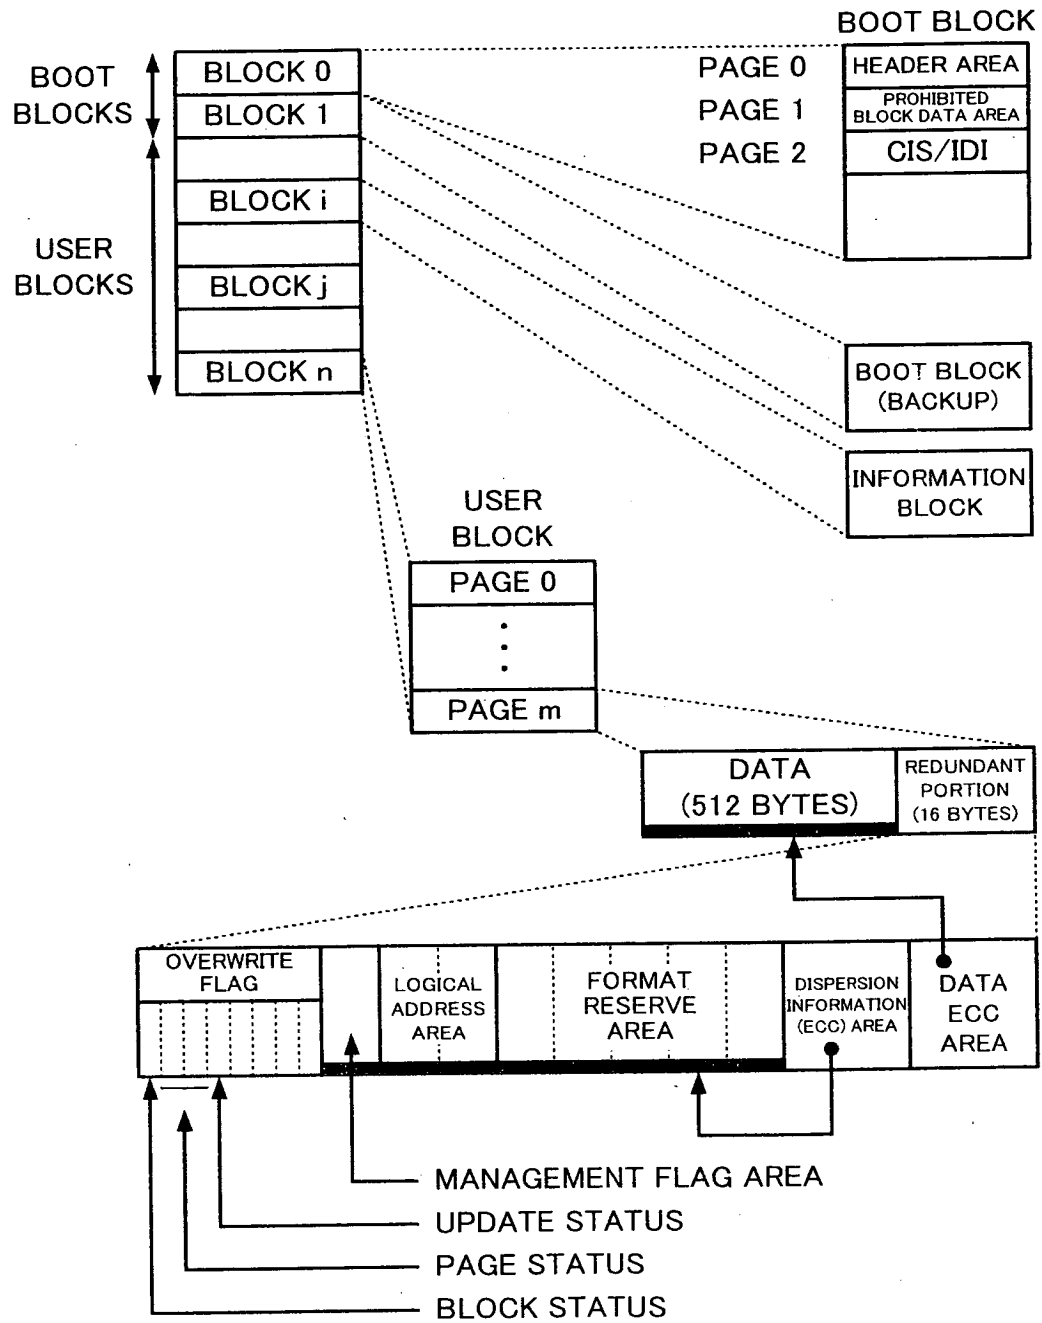 BOOT BLOCK
BOOT
BLOCKS
BLOCK 0
BLOCK 1
PAGE 0
HEADER AREA
PAGE 1
PROHIBITED
BLOCK DATA AREA
PAGE 2
CIS/IDI
USER
BLOCKS
BLOCK i
BLOCK j
BLOCK n
BOOT BLOCK
(BACKUP)
INFORMATION
BLOCK
USER
BLOCK
PAGE 0
PAGE m
DATA
(512 BYTES)
REDUNDANT
PORTION
(16 BYTES)
OVERWRITE
FLAG
LOGICAL
ADDRESS
AREA
FORMAT
RESERVE
AREA
DISPERSION
INFORMATION
(ECC) AREA
DATA
ECC
AREA
MANAGEMENT FLAG AREA
UPDATE STATUS
PAGE STATUS
BLOCK STATUS